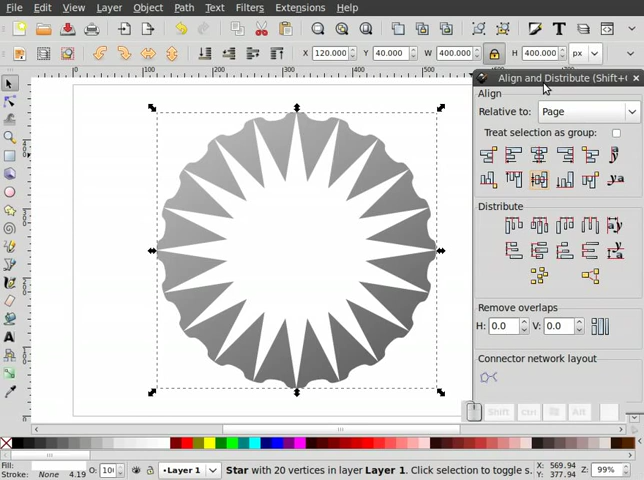 File Edit View Layer Object Path Text Filters Extensions Help
X 120.000 Y 40.000 W 400.000 H 400.000 px
Align and Distribute (Shift+
Align
Relative to: Page
Treat selection as group:
Distribute
Remove overlaps
H: 0.0 V: 0.0
Connector network layout
Shift Ctrl Alt
Fill:
Stroke: None 4.19 O: 10
•Layer 1 Star with 20 vertices in layer Layer 1. Click selection to toggle s.
X: 569.94
Y: 377.94
Z: 99%